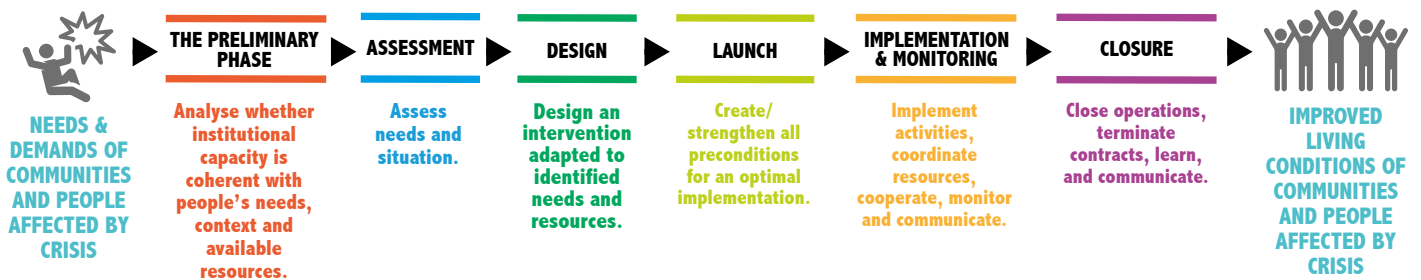 NEEDS &
DEMANDS OF
COMMUNITIES
AND PEOPLE
AFFECTED BY
CRISIS
THE PRELIMINARY
PHASE
Analyse whether
institutional
capacity is
coherent with
people’s needs,
context and
available
resources.
ASSESSMENT
Assess
needs and
situation.
DESIGN
Design an
intervention
adapted to
identified
needs and
resources.
LAUNCH
Create/
strengthen all
preconditions
for an optimal
implementation.
IMPLEMENTATION
& MONITORING
Implement
activities,
coordinate
resources,
cooperate, monitor
and communicate.
CLOSURE
Close operations,
terminate
contracts, learn,
and communicate.
IMPROVED
LIVING
CONDITIONS OF
COMMUNITIES
AND PEOPLE
AFFECTED BY
CRISIS